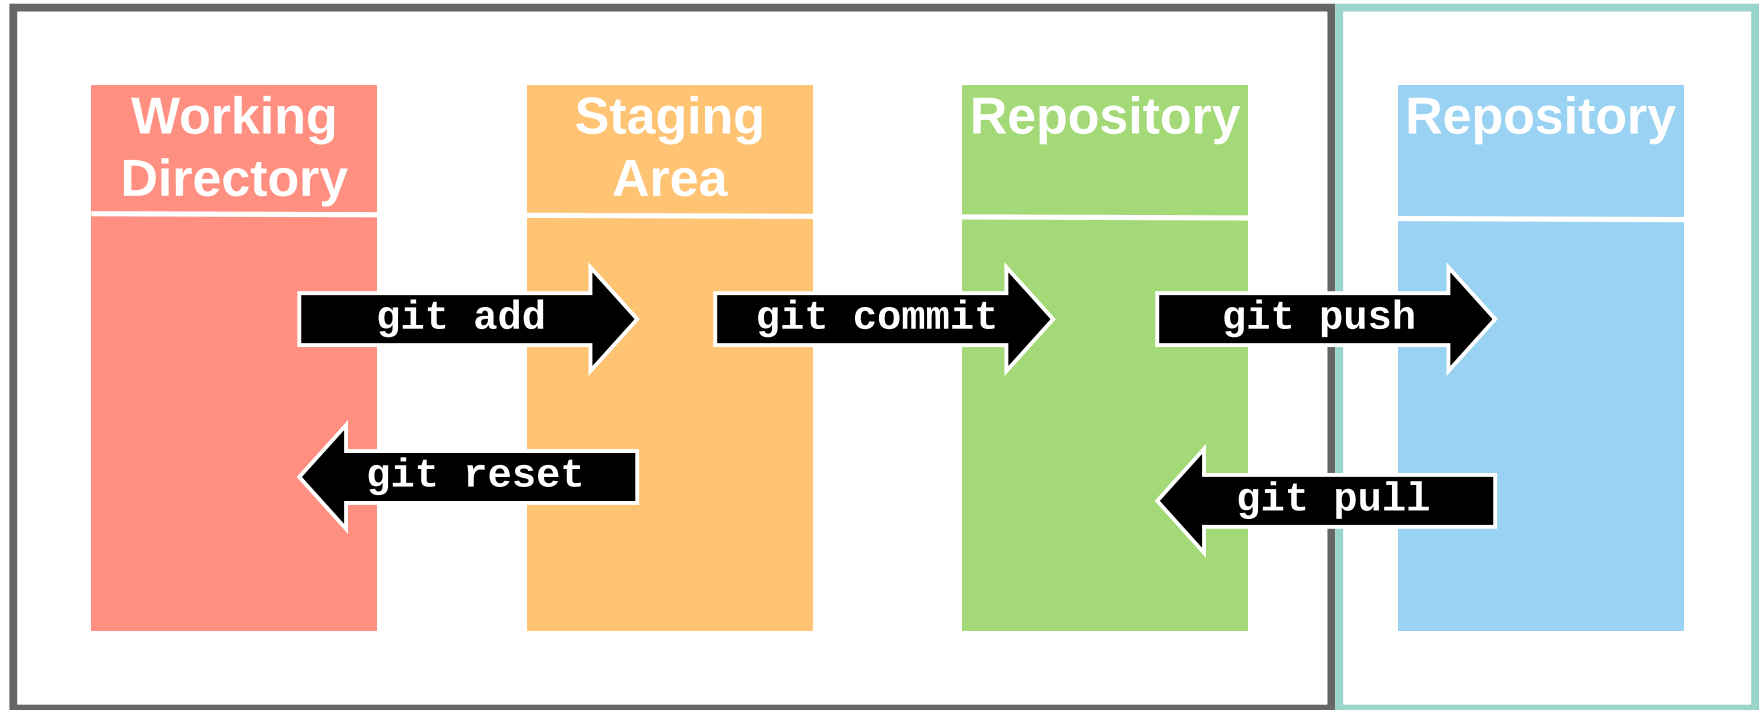 Working
Directory
Staging
Area
Repository
Repository
git add
git commit
git push
git reset
git pull